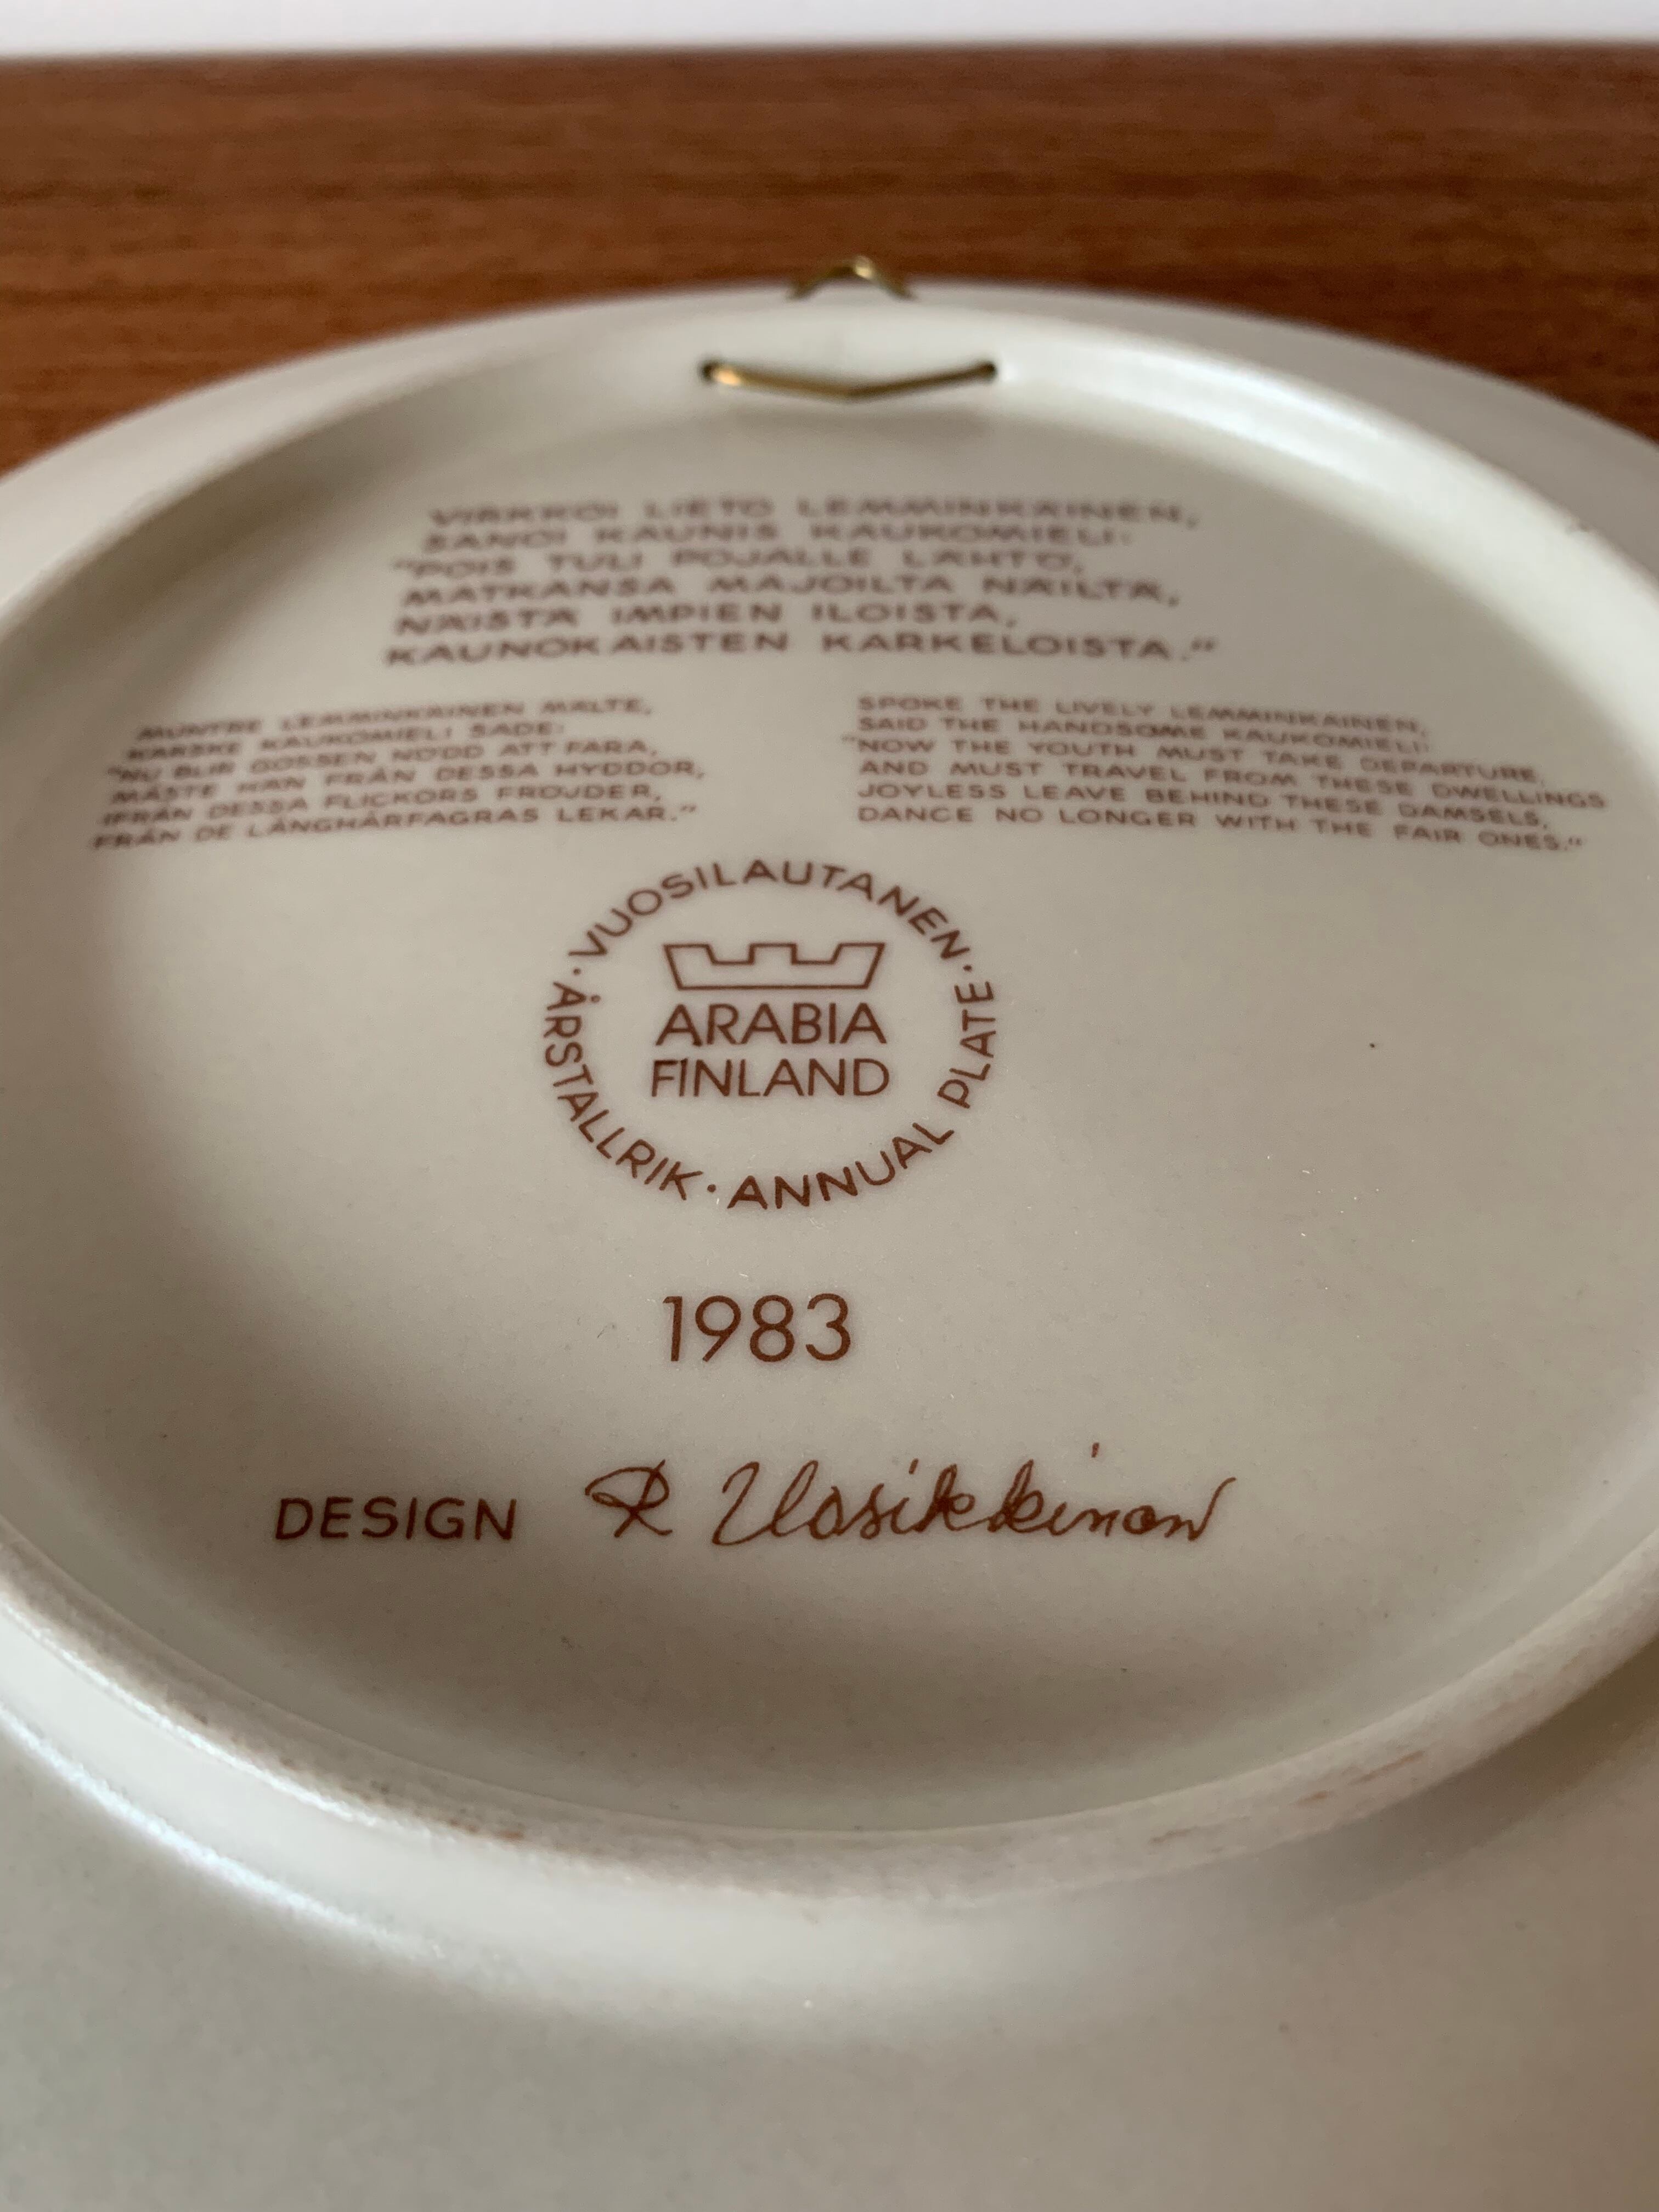 VIRKKOI LIETO LEMMINKÄINEN,
SANOI KAUNIS KAUKOMIELI:
"POIS TULI POJALLE LÄHTÖ,
MATKANSA MAJOILTA NÄILTÄ,
NÄISTÄ IMPIEN ILOISTA,
KAUNOKAISTEN KARKELOISTA."
MUNTRE LEMMINKÄINEN MÄLTE,
KARSKE KAUKOMIELI SADE:
"NU BLIR GOSSEN NÖDD ATT FARA,
MÅSTE HAN FRÅN DESSA HYDDOR,
IFRÅN DESSA FLICKORS FRÖJDER,
FRÅN DE LÅNGHÅRFAGRAS LEKAR."
SPOKE THE LIVELY LEMMINKÄINEN,
SAID THE HANDSOME KAUKOMIELI:
"NOW THE YOUTH MUST TAKE DEPARTURE,
AND MUST TRAVEL FROM THESE DWELLINGS
JOYLESS LEAVE BEHIND THESE DAMSELS,
DANCE NO LONGER WITH THE FAIR ONES."
· VUOSILAUTANEN ·
ARABIA
FINLAND
ÅRSTALLRIK · ANNUAL PLATE
1983
DESIGN R Uosikkinen